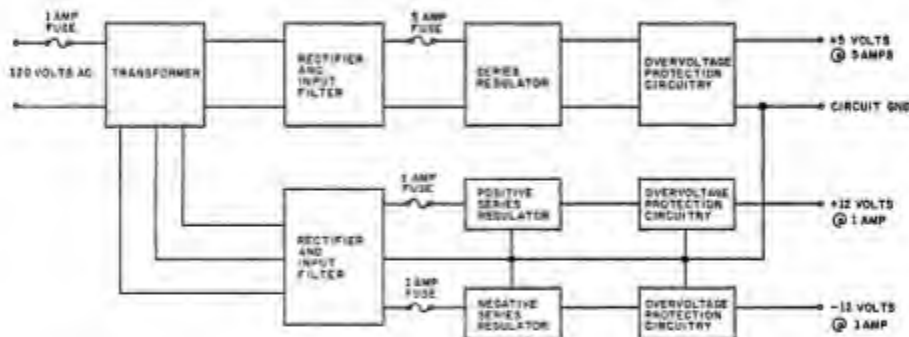 1 AMP
FUSE
120 VOLTS AC
TRANSFORMER
RECTIFIER
AND
INPUT
FILTER
5 AMP
FUSE
SERIES
REGULATOR
OVERVOLTAGE
PROTECTION
CIRCUITRY
+5 VOLTS
@ 5 AMPS
CIRCUIT GND
RECTIFIER
AND
INPUT
FILTER
1 AMP
FUSE
POSITIVE
SERIES
REGULATOR
OVERVOLTAGE
PROTECTION
CIRCUITRY
+12 VOLTS
@ 1 AMP
1 AMP
FUSE
NEGATIVE
SERIES
REGULATOR
OVERVOLTAGE
PROTECTION
CIRCUITRY
-12 VOLTS
@ 1 AMP